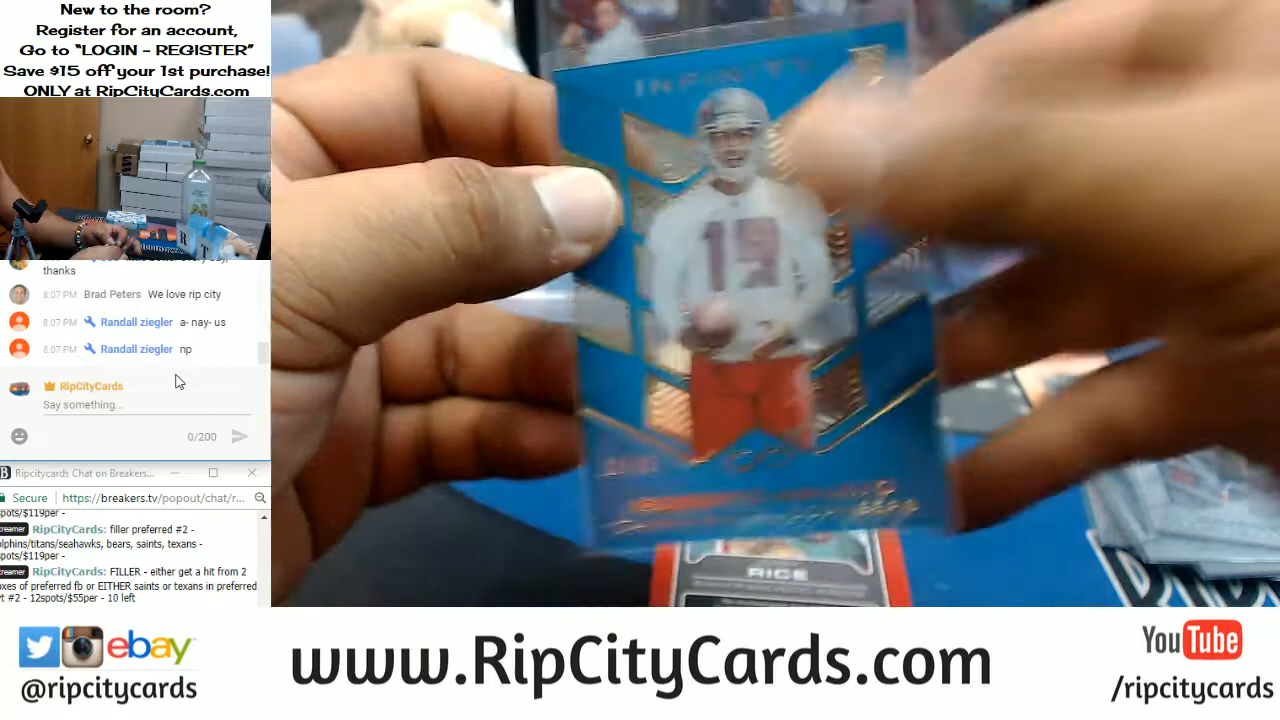 New to the room?
Register for an account,
Go to “LOGIN - REGISTER”
Save $15 off your 1st purchase!
ONLY at RipCityCards.com
thanks
8:07 PM Brad Peters We love rip city
8:07 PM Randall ziegler a- nay- us
8:07 PM Randall ziegler np
RipCityCards
Say something...
0/200
Ripcitycards Chat on Breakers...
Secure https://breakers.tv/popout/chat/r...
spots/$119per -
RipCityCards: filler preferred #2 -
dolphins/titans/seahawks, bears, saints, texans -
spots/$119per -
RipCityCards: FILLER - either get a hit from 2
boxes of preferred fb or EITHER saints or texans in preferred
#2 - 12spots/$55per - 10 left
INFINITY
19
RICE
ebay
@ripcitycards
www.RipCityCards.com
YouTube
/ripcitycards